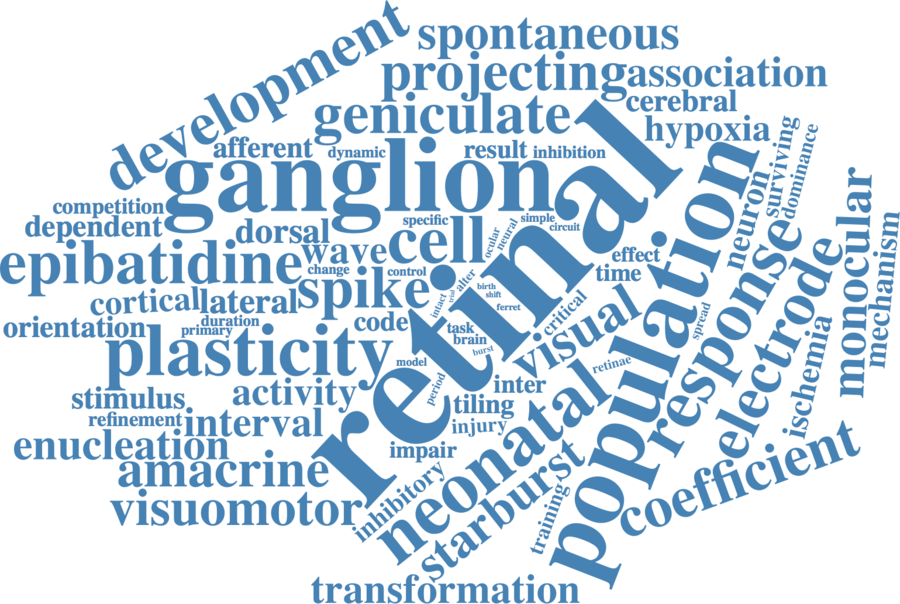 development
spontaneous
projecting
association
cerebral
geniculate
hypoxia
afferent
dynamic
result
inhibition
ganglion
retinal
surviving
dominance
neuron
competition
dependent
dorsal
specific
simple
circuit
neural
ocular
wave
cell
population
response
monocular
mechanism
epibatidine
change
control
after
effect
time
spike
birth
shift
ferret
trial
intact
cortical
lateral
orientation
duration
primary
code
task
brain
burst
critical
visual
spread
electrode
ischemia
plasticity
model
period
retinae
stimulus
activity
inter
tiling
injury
refinement
interval
neonatal
enucleation
impair
amacrine
inhibitory
starburst
coefficient
visuomotor
training
transformation